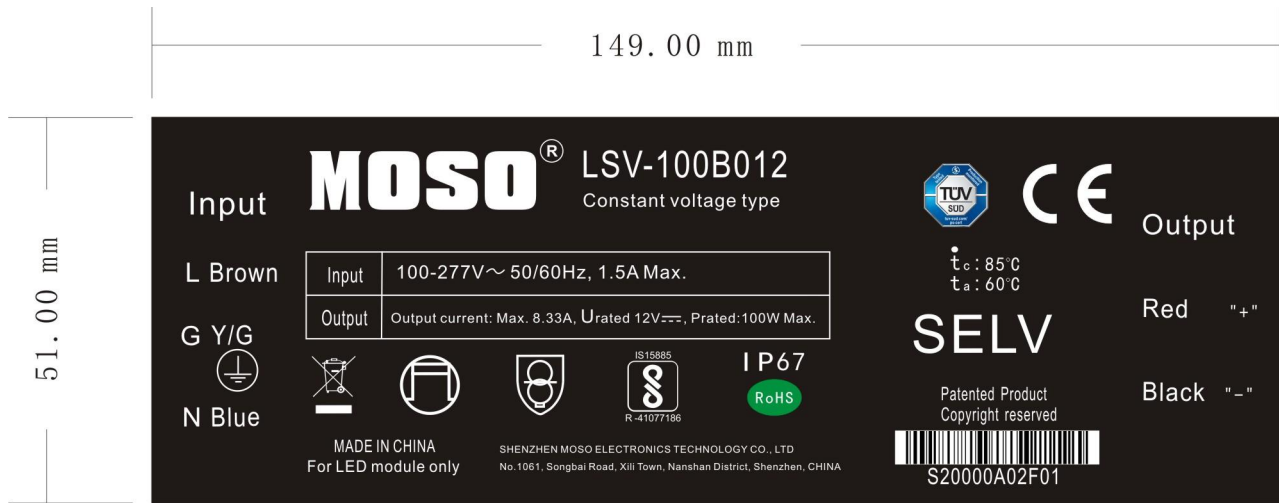 149.00 mm
51.00 mm
MOSO®
LSV-100B012
Constant voltage type
Input
L Brown
G Y/G
N Blue
Input 100-277V～ 50/60Hz, 1.5A Max.
Output Output current: Max. 8.33A, Urated 12V⎓, Prated:100W Max.
IS15885
R-41077186
IP67
RoHS
MADE IN CHINA
For LED module only
SHENZHEN MOSO ELECTRONICS TECHNOLOGY CO., LTD
No.1061, Songbai Road, Xili Town, Nanshan District, Shenzhen, CHINA
TÜV
SÜD
CE
tc:85°C
ta:60°C
SELV
Patented Product
Copyright reserved
S20000A02F01
Output
Red "+"
Black "-"